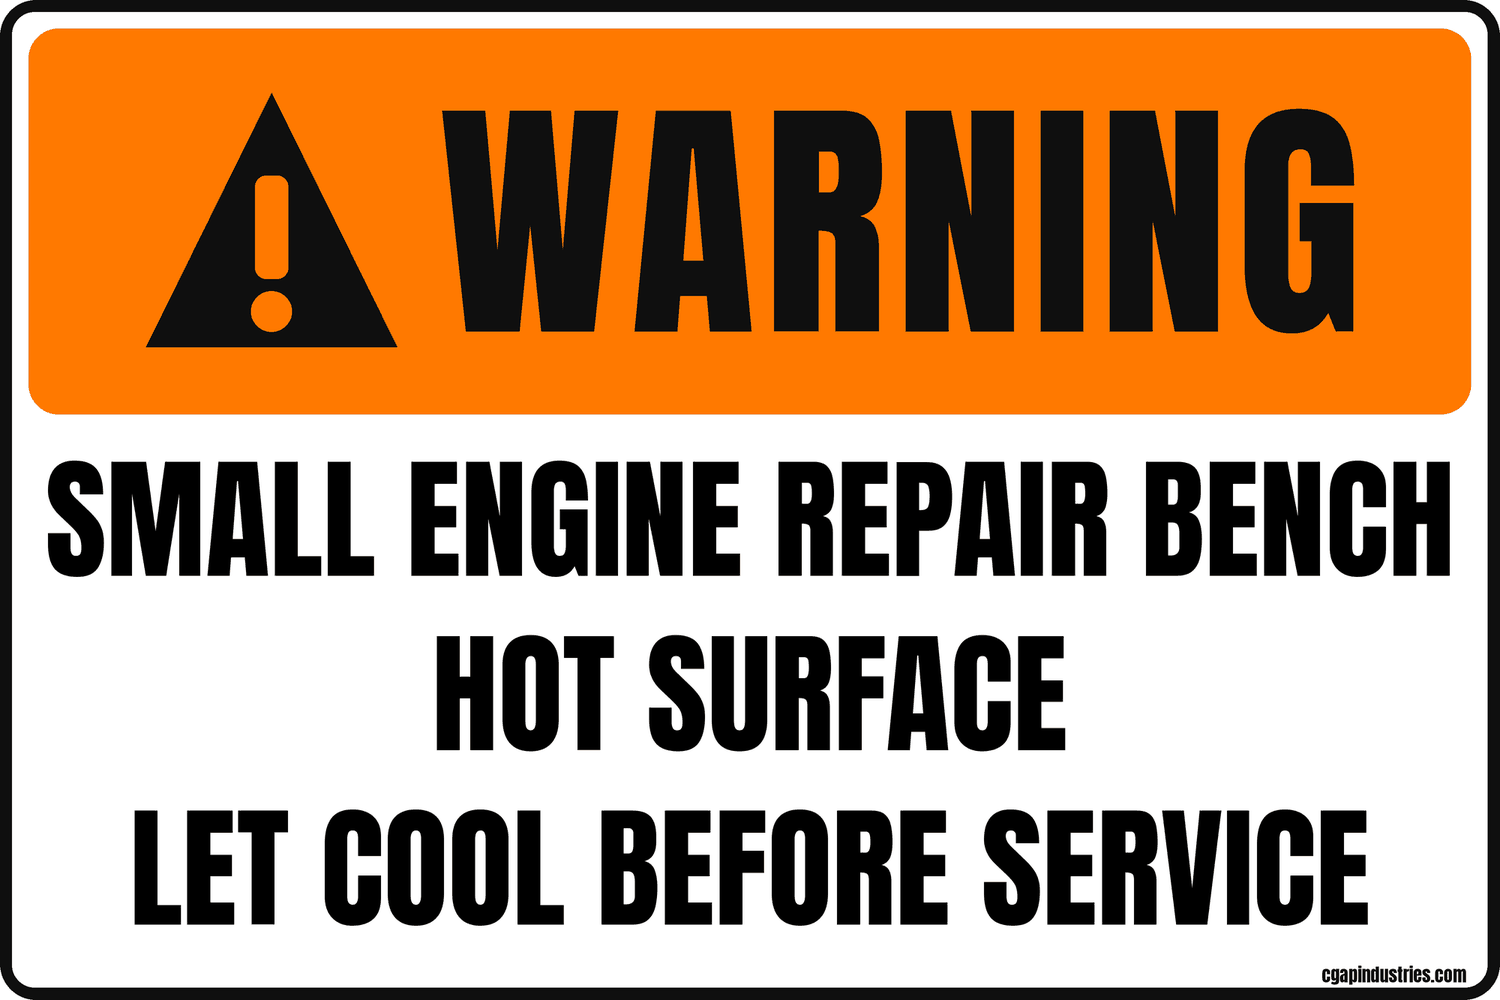 WARNING
SMALL ENGINE REPAIR BENCH
HOT SURFACE
LET COOL BEFORE SERVICE
cgapindustries.com